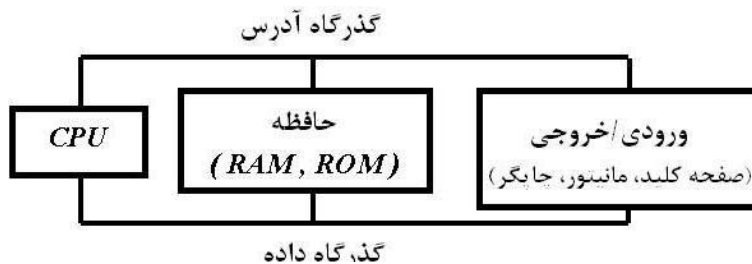 گذرگاه آدرس
CPU
حافظه
(RAM, ROM)
ورودی/خروجی
(صفحه کلید، مانیتور، چاپگر)
گذرگاه داده